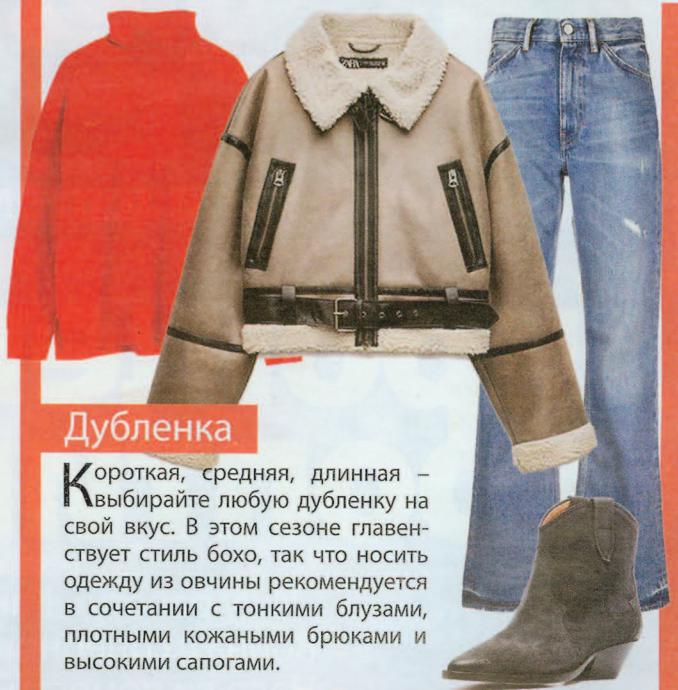 ZARA
Дубленка
Короткая, средняя, длинная –
выбирайте любую дубленку на
свой вкус. В этом сезоне главен-
ствует стиль бохо, так что носить
одежду из овчины рекомендуется
в сочетании с тонкими блузами,
плотными кожаными брюками и
высокими сапогами.